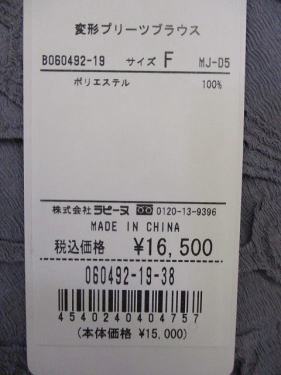 変形プリーツブラウス
B060492-19 サイズ F MJ-D5
ポリエステル 100%
株式会社 ラピーヌ 0120-13-9396
MADE IN CHINA
税込価格 ¥16,500
060492-19-38
4540240404757
(本体価格 ¥15,000)